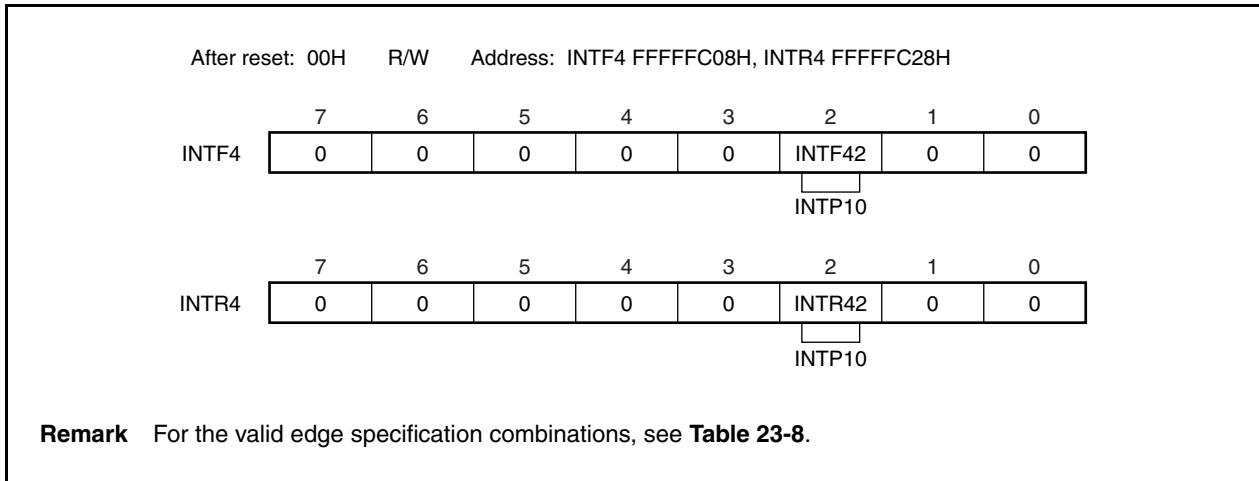 After reset: 00H R/W Address: INTF4 FFFFFC08H, INTR4 FFFFFC28H
7 6 5 4 3 2 1 0
INTF4 0 0 0 0 0 INTF42 0 0
INTP10
7 6 5 4 3 2 1 0
INTR4 0 0 0 0 0 INTR42 0 0
INTP10
Remark For the valid edge specification combinations, see Table 23-8.